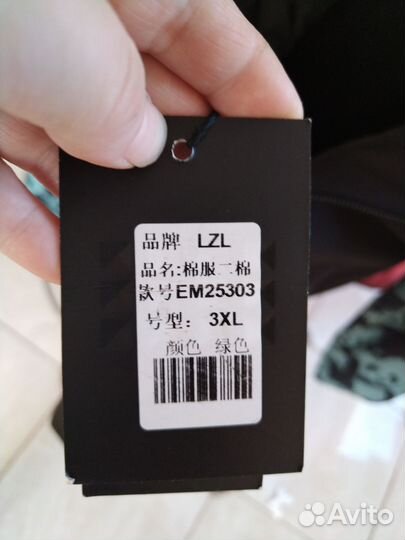 品牌 LZL
品名:棉服二棉
款号EM25303
号型: 3XL
颜色 绿色
Avito